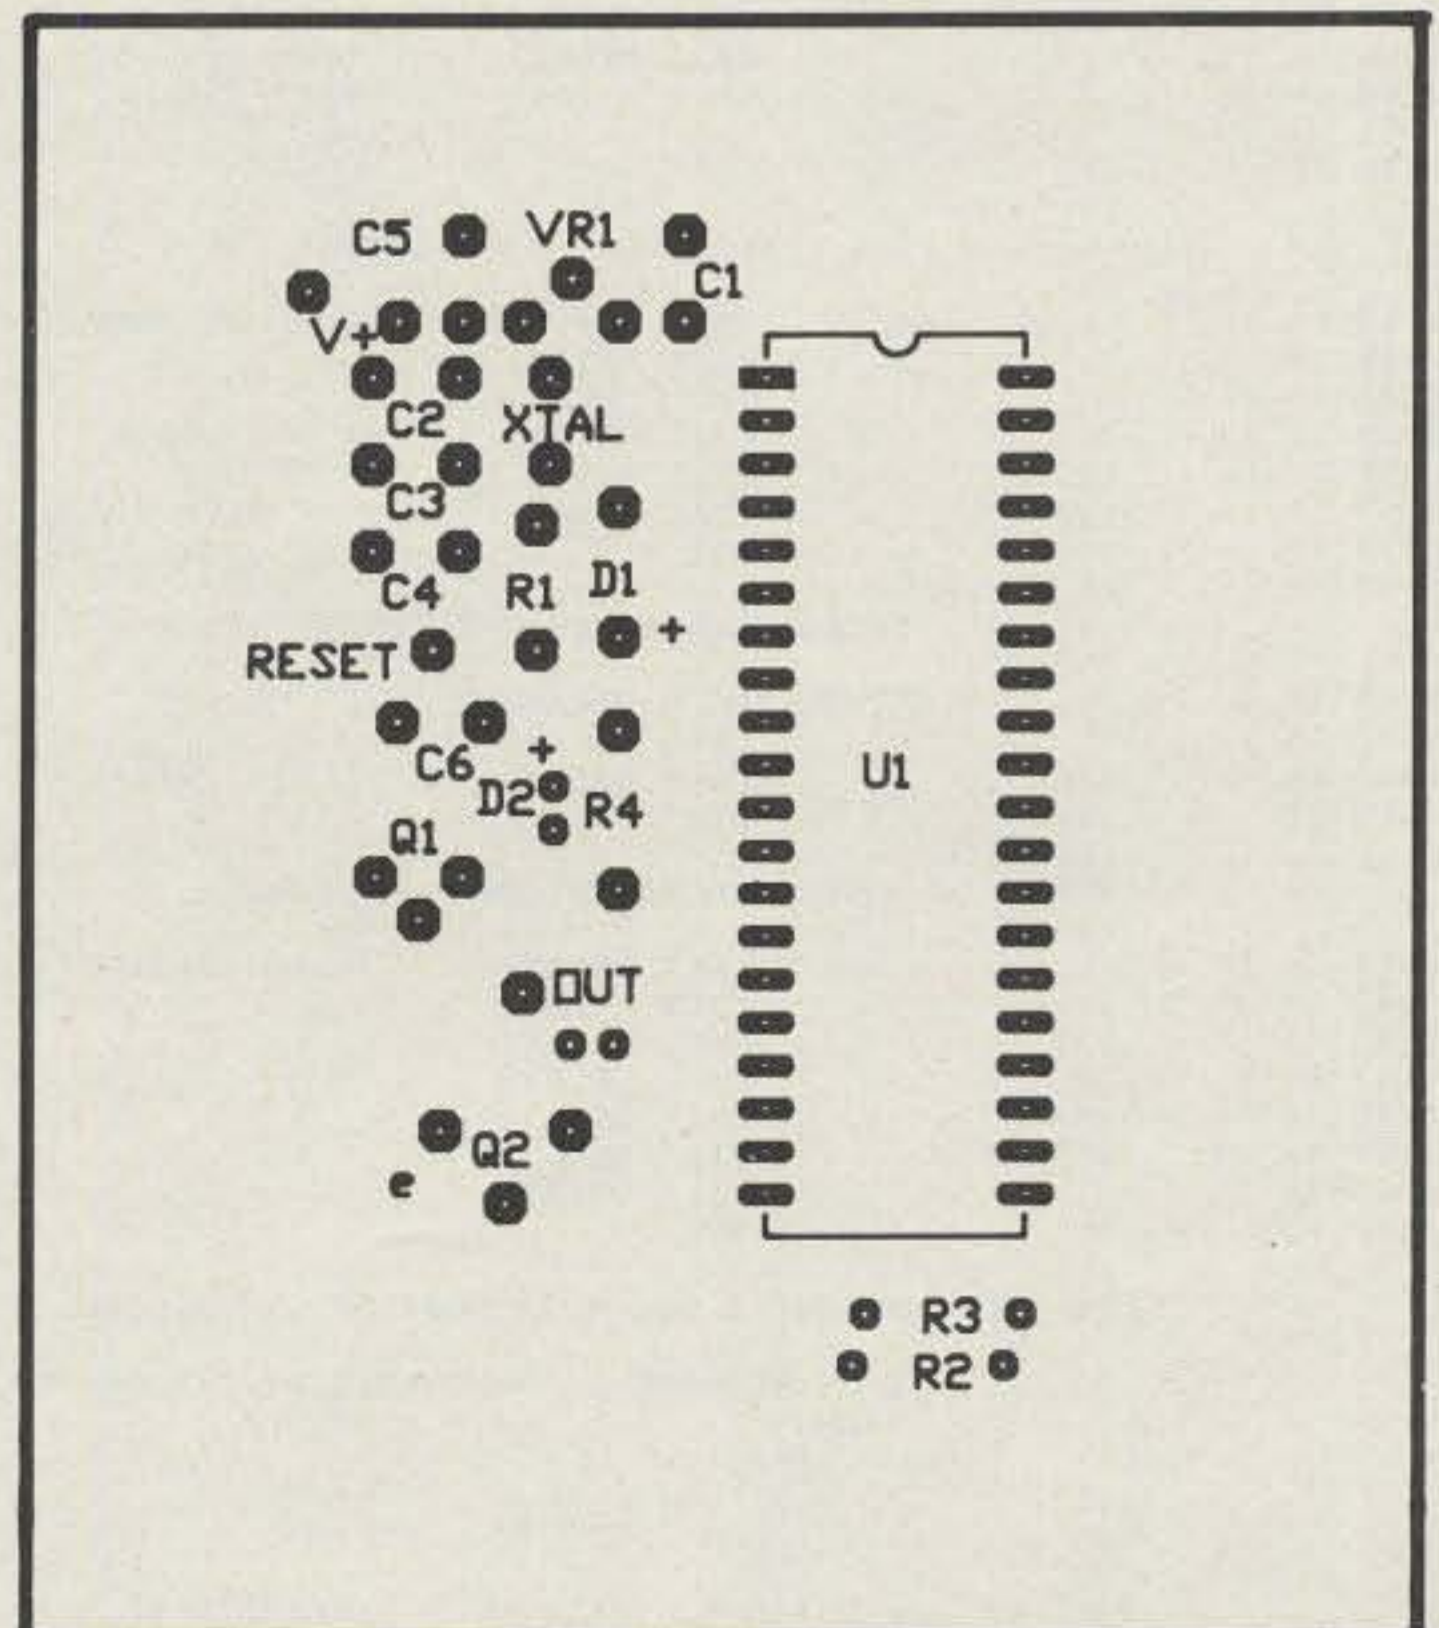 C5 VR1
C1
V+
C2 XTAL
C3
C4 R1 D1
+
RESET
+
C6
D2 R4
Q1
U1
OUT
Q2
e
R3
R2